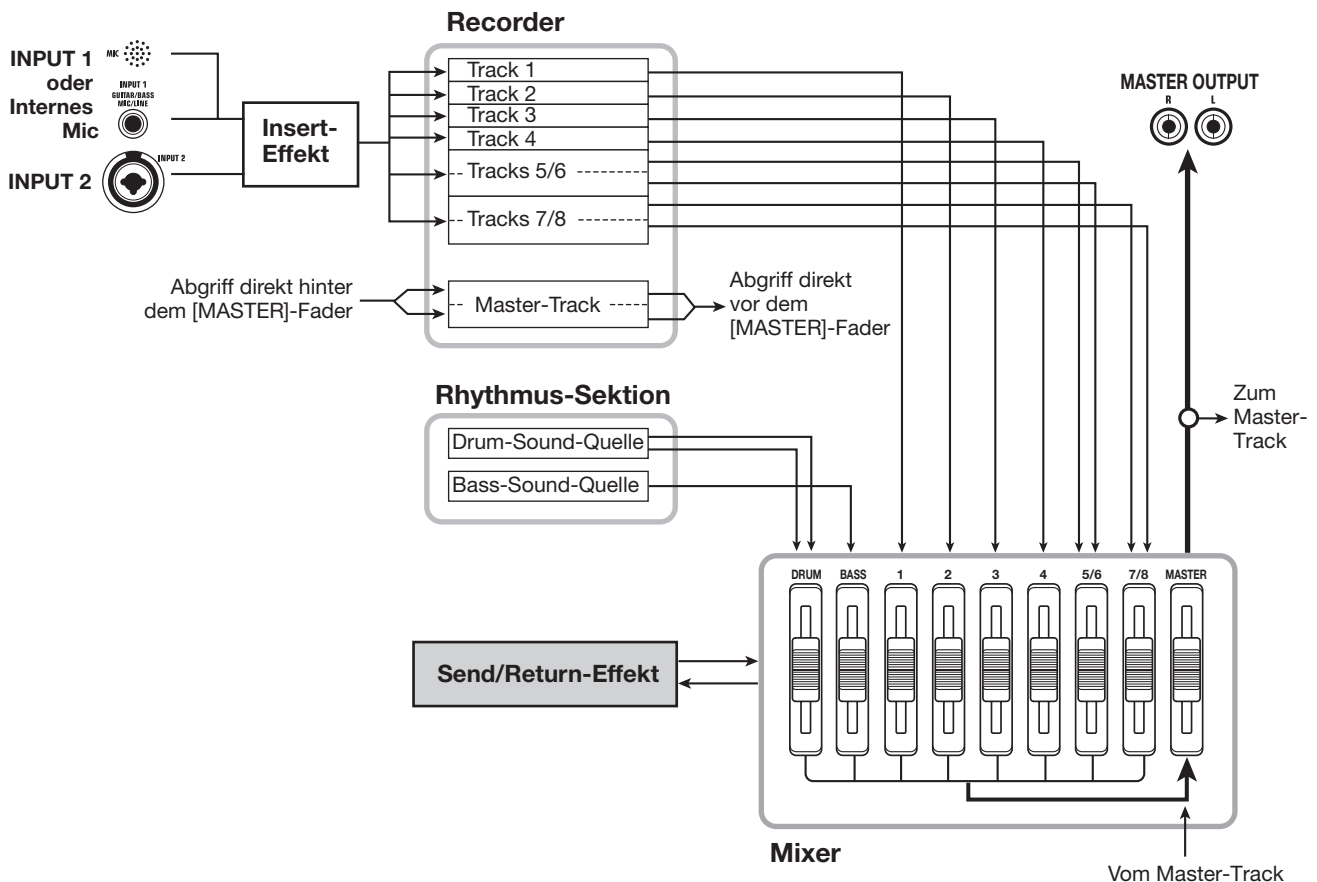 Recorder
INPUT 1
oder
Internes
Mic
MIC
INPUT 1
GUITAR/BASS
MIC/LINE
INPUT 2
INPUT 2
Insert-
Effekt
Track 1
Track 2
Track 3
Track 4
Tracks 5/6
Tracks 7/8
Master-Track
Abgriff direkt hinter
dem [MASTER]-Fader
Abgriff direkt
vor dem
[MASTER]-Fader
MASTER OUTPUT
R L
Zum
Master-
Track
Rhythmus-Sektion
Drum-Sound-Quelle
Bass-Sound-Quelle
DRUM BASS 1 2 3 4 5/6 7/8 MASTER
Send/Return-Effekt
Mixer
Vom Master-Track